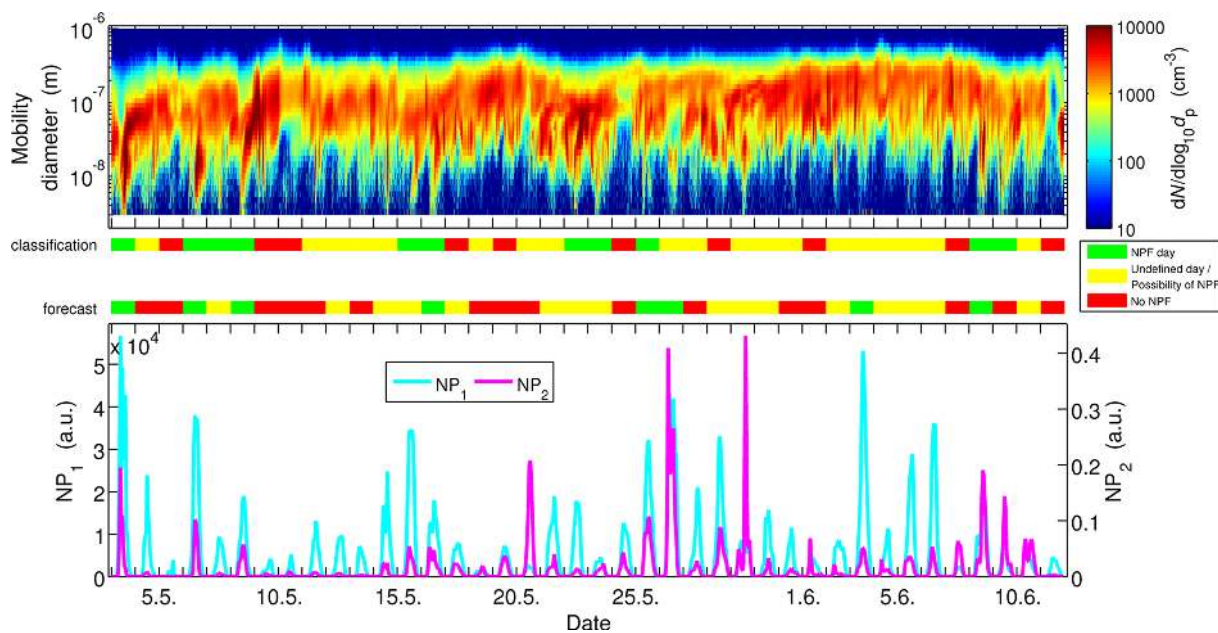 10^-6
10^-7
10^-8
Mobility
diameter (m)
10000
1000
100
10
dN/dlog10 dp (cm^-3)
classification
NPF day
Undefined day /
Possibility of NPF
No NPF
forecast
x 10^4
5
4
3
2
1
0
NP1 (a.u.)
NP1 NP2
0.4
0.3
0.2
0.1
0
NP2 (a.u.)
5.5. 10.5. 15.5. 20.5. 25.5. 1.6. 5.6. 10.6.
Date